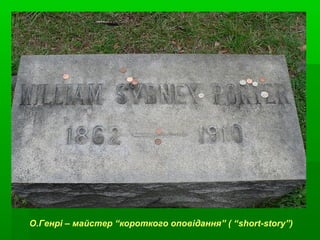 WILLIAM SYDNEY PORTER
1862 1910
О.Генрі – майстер “короткого оповідання” ( “short-story”)